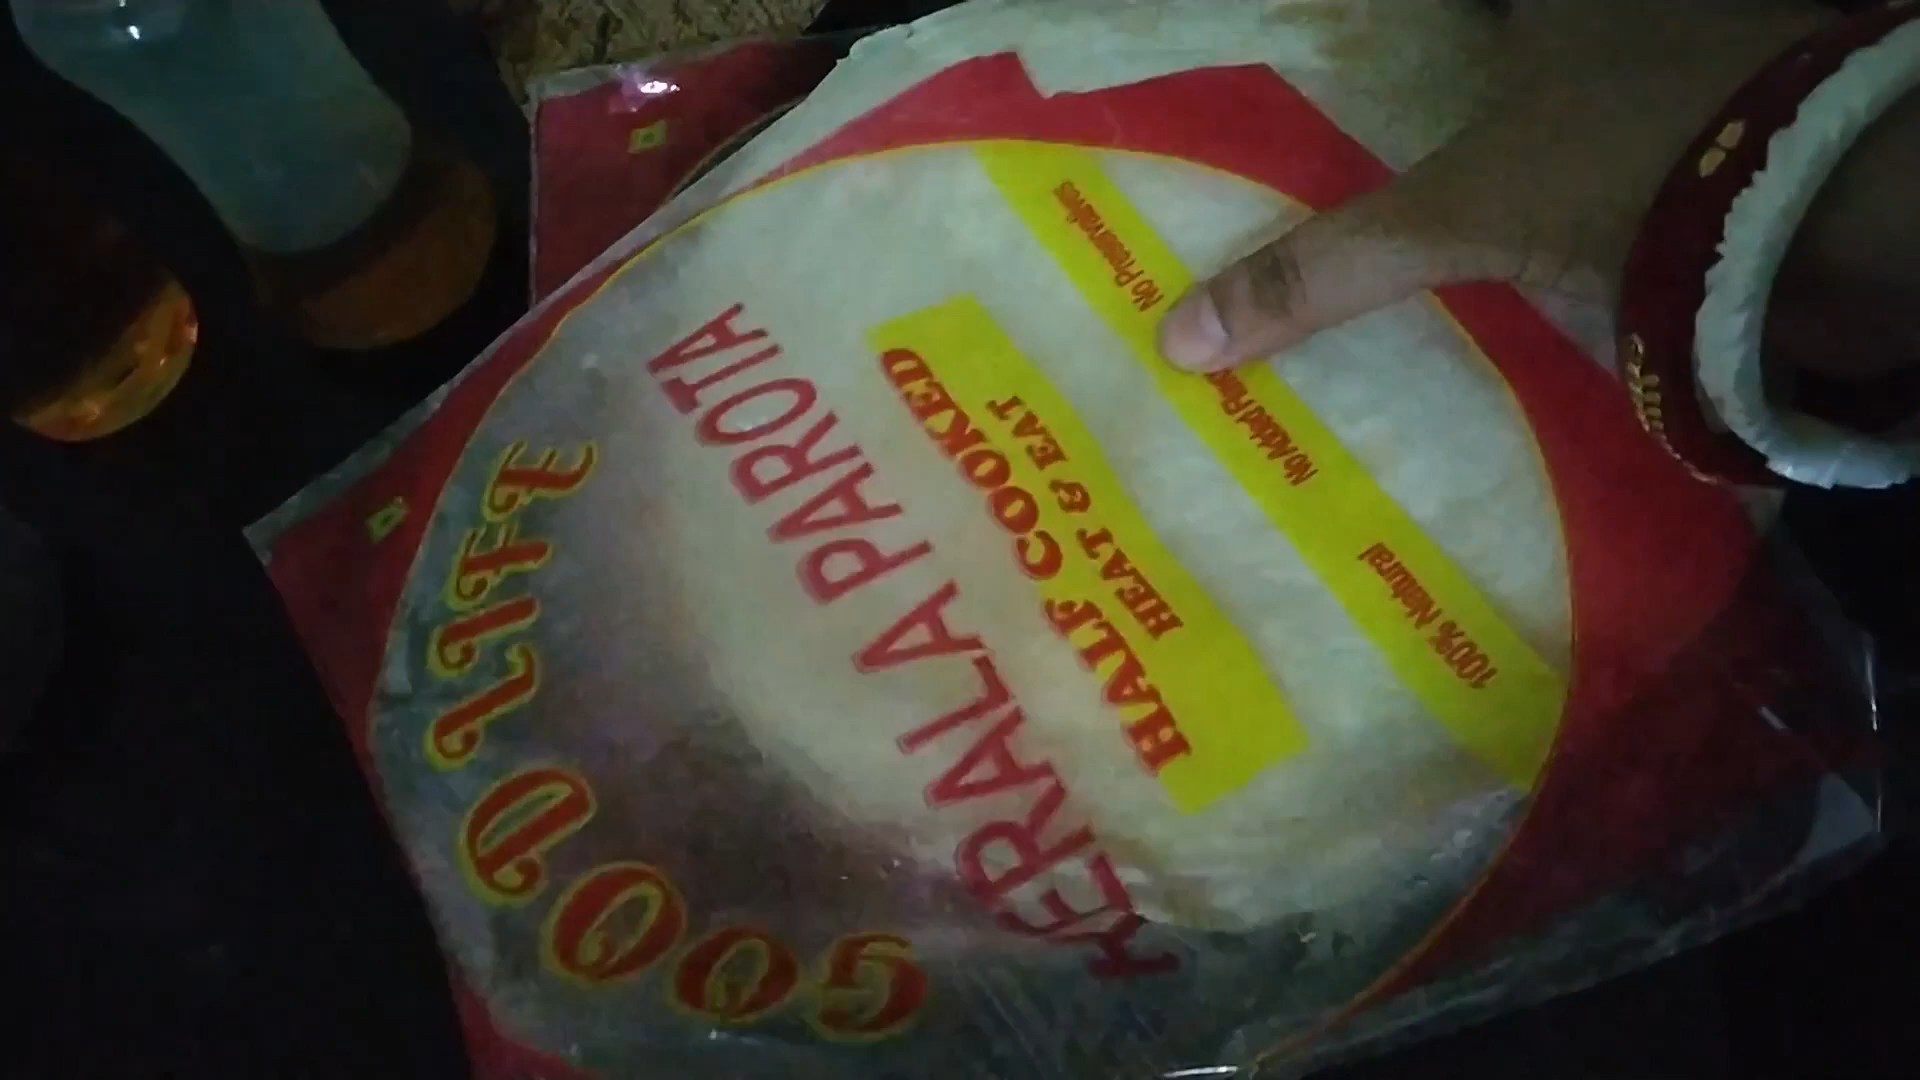 GOOD LIFE
KERALA PAROTA
HALF COOKED
HEAT & EAT
100% Natural
No Added
No Preservatives